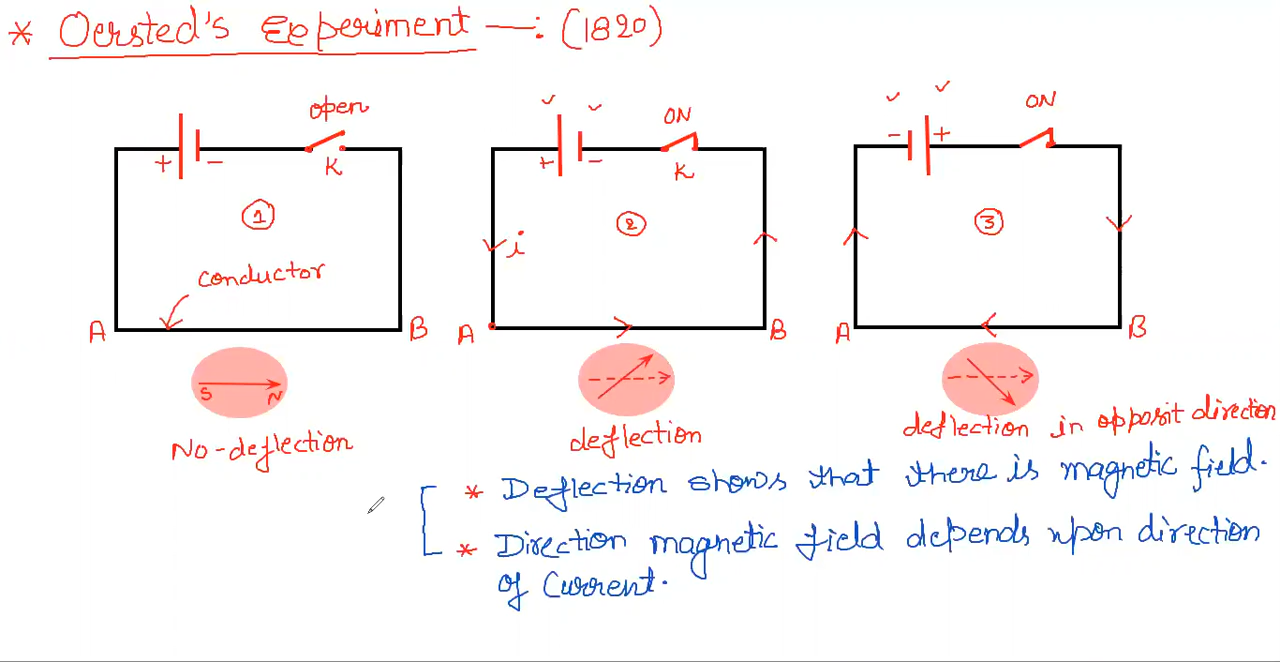 * Oersted's Experiment —: (1820)
open
+ - K
1
conductor
A B
S N
No-deflection
ON
+ - K
2
i
A B
deflection
ON
- +
3
A B
deflection in opposit direction
* Deflection shows that there is magnetic field.
* Direction magnetic field depends upon direction
of Current.